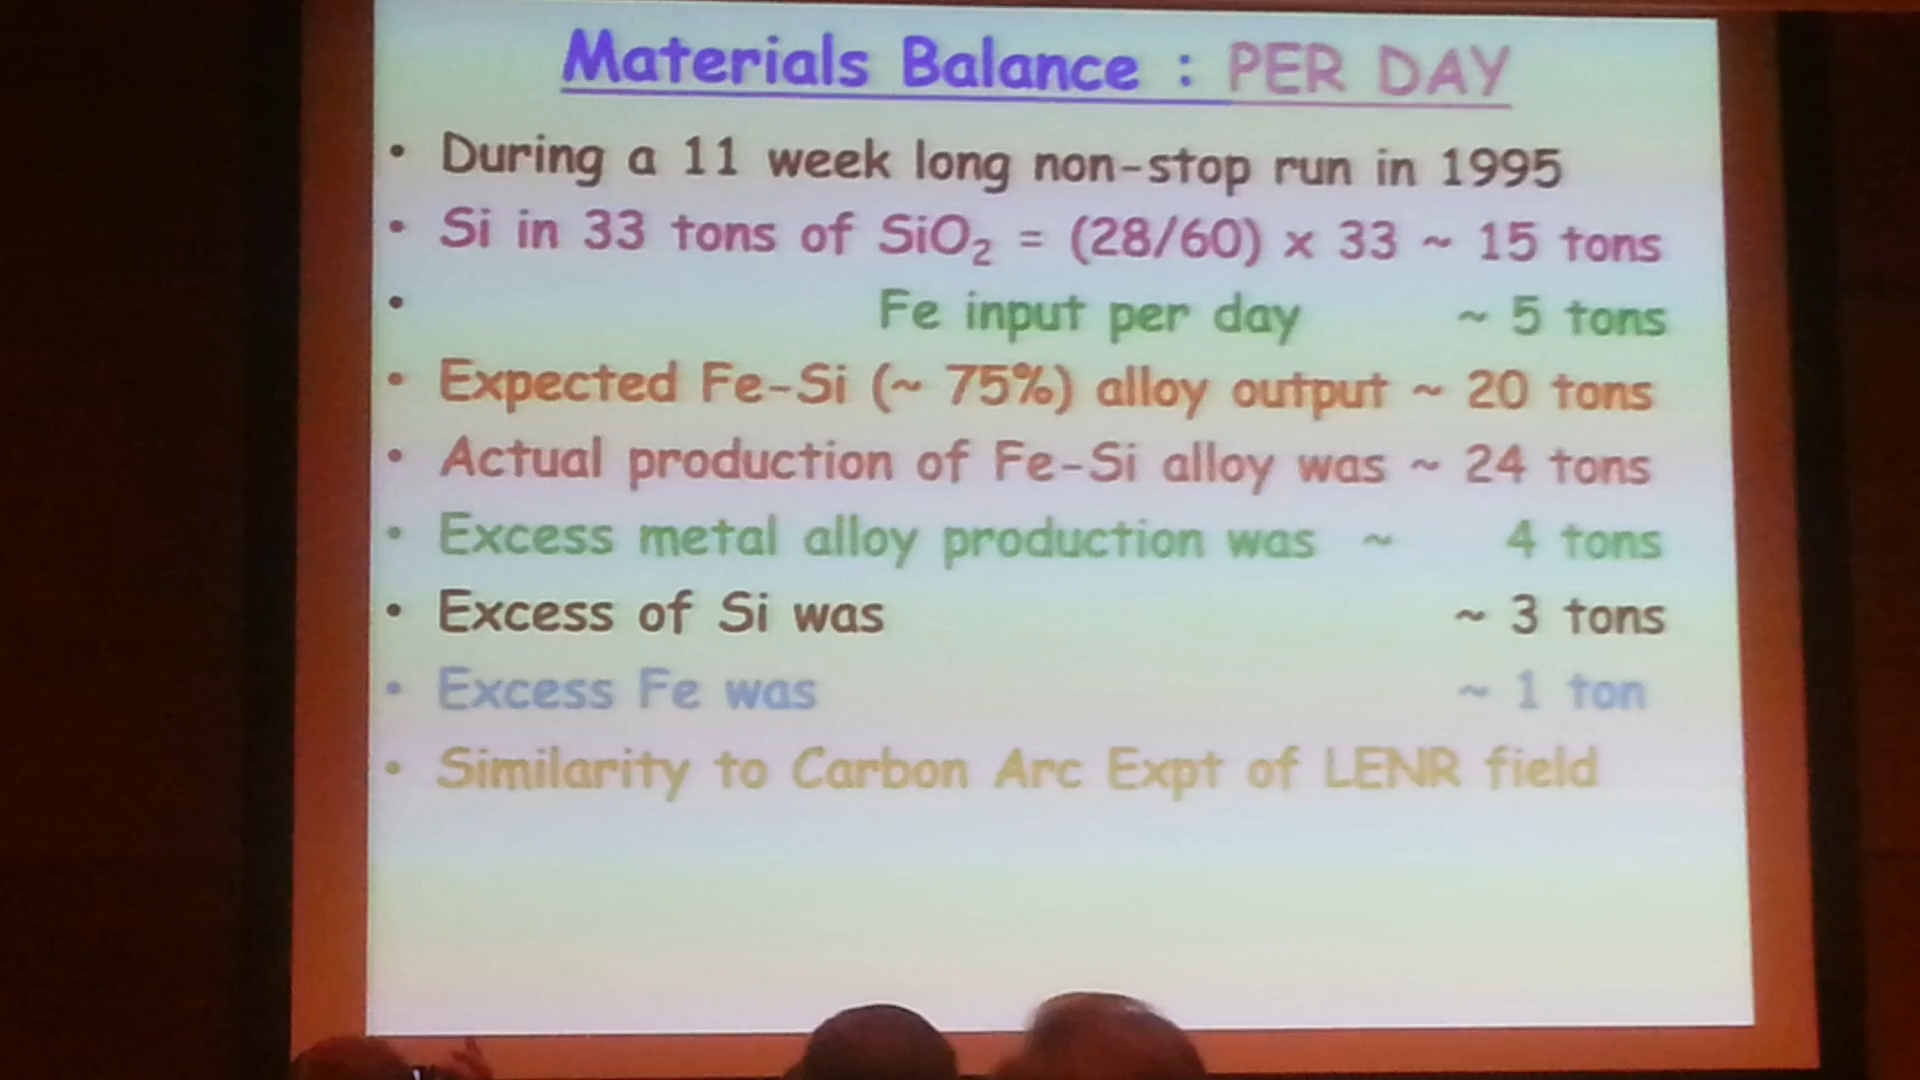 Materials Balance : PER DAY
• During a 11 week long non-stop run in 1995
• Si in 33 tons of SiO₂ = (28/60) x 33 ~ 15 tons
• Fe input per day ~ 5 tons
• Expected Fe-Si (~ 75%) alloy output ~ 20 tons
• Actual production of Fe-Si alloy was ~ 24 tons
• Excess metal alloy production was ~ 4 tons
• Excess of Si was ~ 3 tons
• Excess Fe was ~ 1 ton
• Similarity to Carbon Arc Expt of LENR field